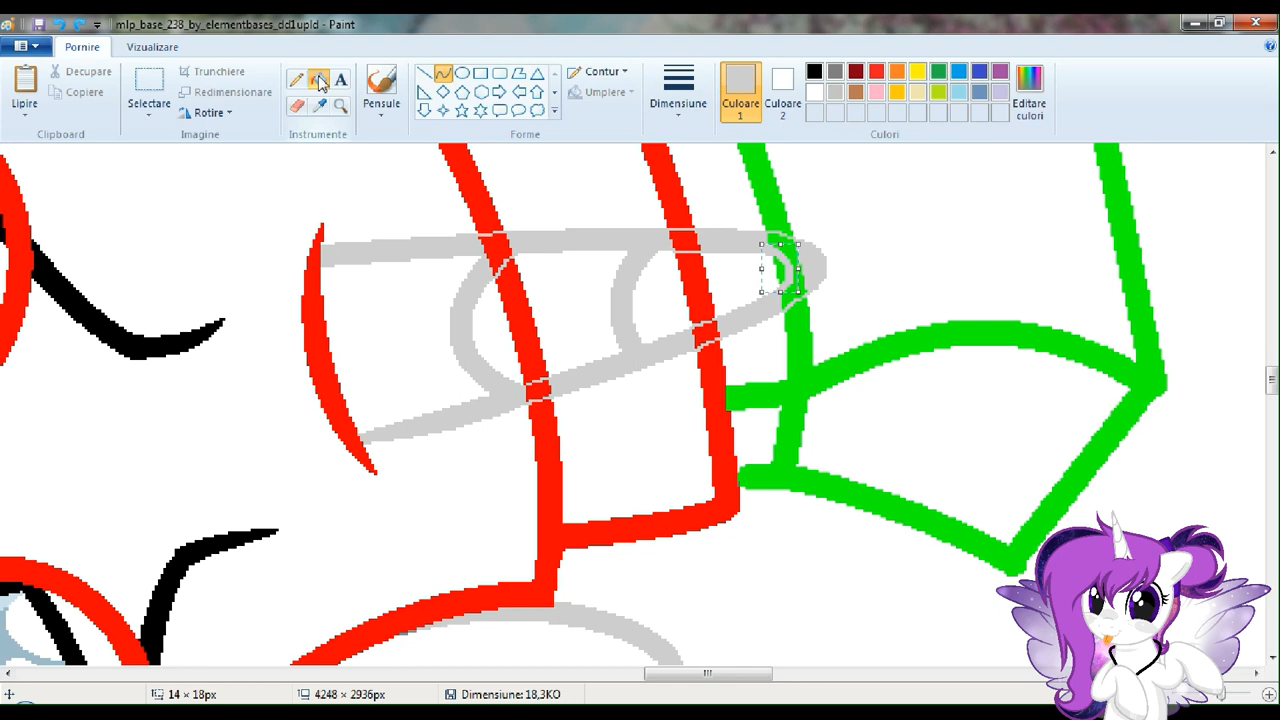 mlp_base_238_by_elementbases_dd1upld - Paint
Pornire
Vizualizare
Lipire
Decupare
Copiere
Clipboard
Selectare
Trunchiere
Redimensionare
Rotire
Imagine
A
Instrumente
Pensule
Contur
Umplere
Forme
Dimensiune
Culoare
1
Culoare
2
Editare
culori
Culori
14 × 18px
4248 × 2936px
Dimensiune: 18,3KO